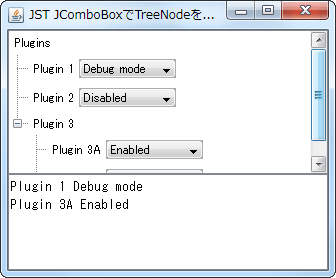 JST JComboBoxでTreeNodeを...
Plugins
Plugin 1 Debug mode
Plugin 2 Disabled
Plugin 3
Plugin 3A Enabled
Plugin 1 Debug mode
Plugin 3A Enabled